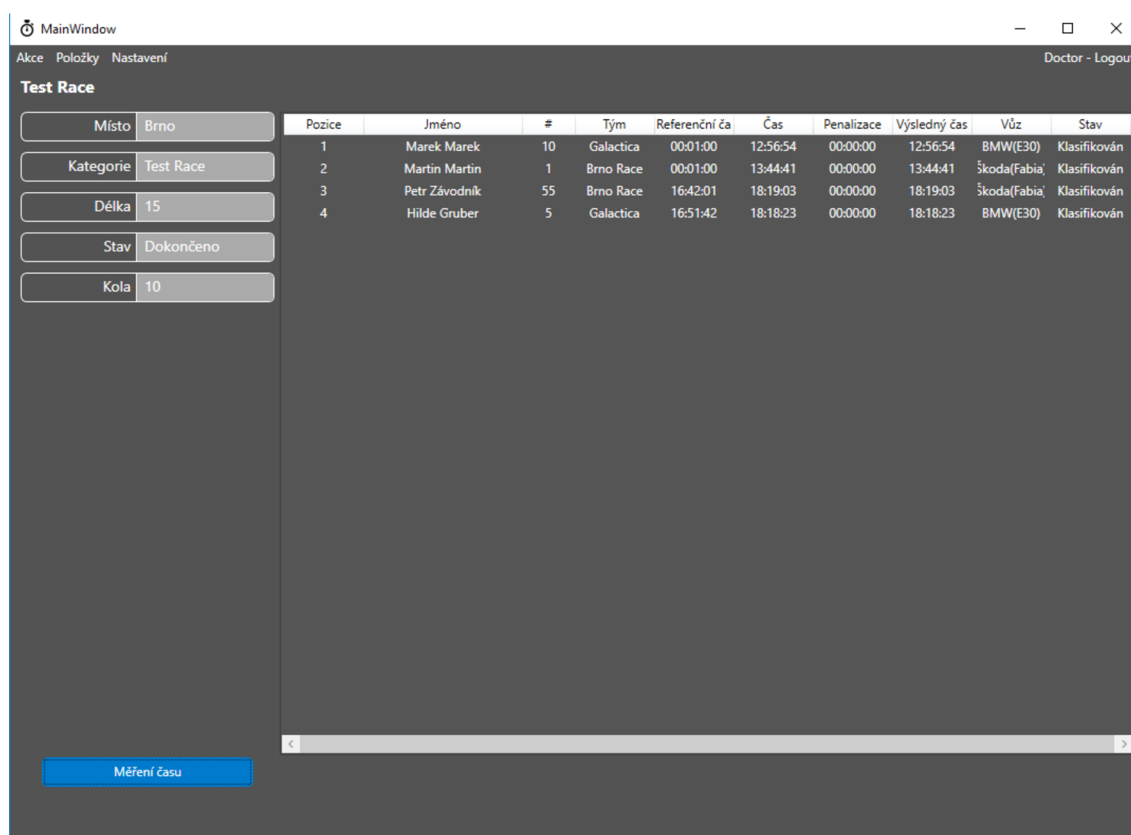 MainWindow
Akce Položky Nastavení Doctor - Logou
Test Race
Místo Brno
Kategorie Test Race
Délka 15
Stav Dokončeno
Kola 10
Pozice Jméno # Tým Referenční ča Čas Penalizace Výsledný čas Vůz Stav
1 Marek Marek 10 Galactica 00:01:00 12:56:54 00:00:00 12:56:54 BMW(E30) Klasifikován
2 Martin Martin 1 Brno Race 00:01:00 13:44:41 00:00:00 13:44:41 Škoda(Fabia) Klasifikován
3 Petr Závodník 55 Brno Race 16:42:01 18:19:03 00:00:00 18:19:03 Škoda(Fabia) Klasifikován
4 Hilde Gruber 5 Galactica 16:51:42 18:18:23 00:00:00 18:18:23 BMW(E30) Klasifikován
Měření času